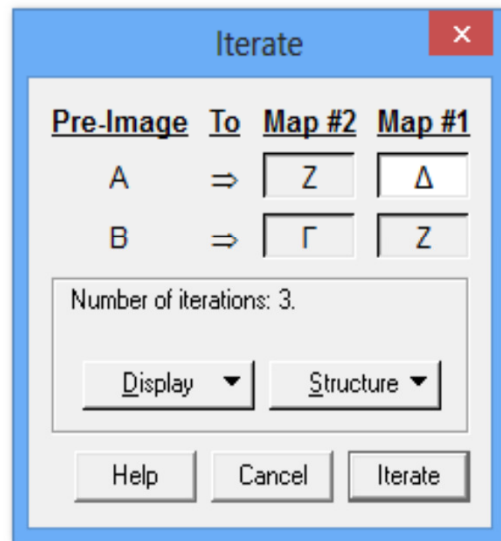 Iterate
Pre-Image To Map #2 Map #1
A ⇒ Ζ Δ
Β ⇒ Γ Ζ
Number of iterations: 3.
Display Structure
Help Cancel Iterate